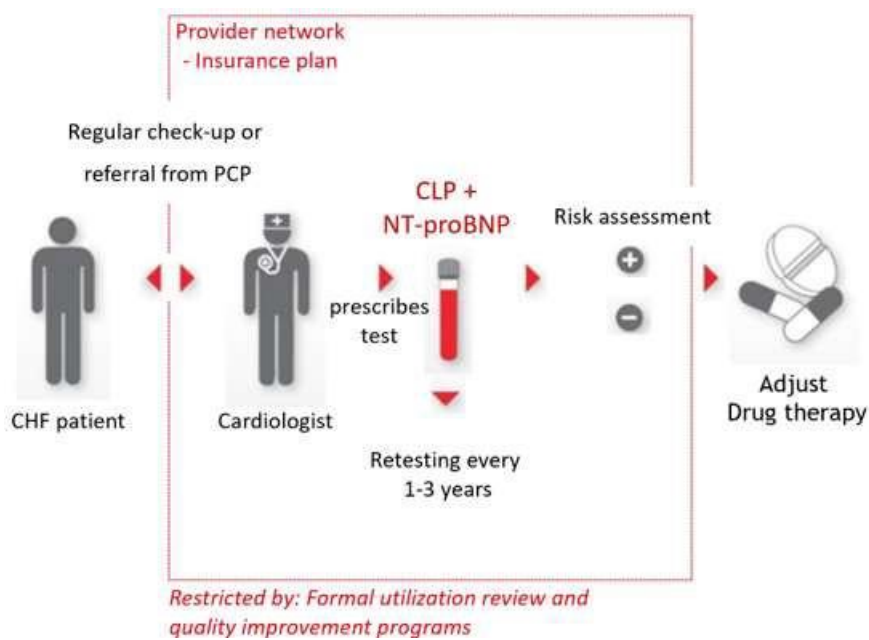 Provider network
- Insurance plan
Regular check-up or
referral from PCP
CLP +
NT-proBNP
Risk assessment
prescribes
test
CHF patient
Cardiologist
Adjust
Drug therapy
Retesting every
1-3 years
Restricted by: Formal utilization review and
quality improvement programs